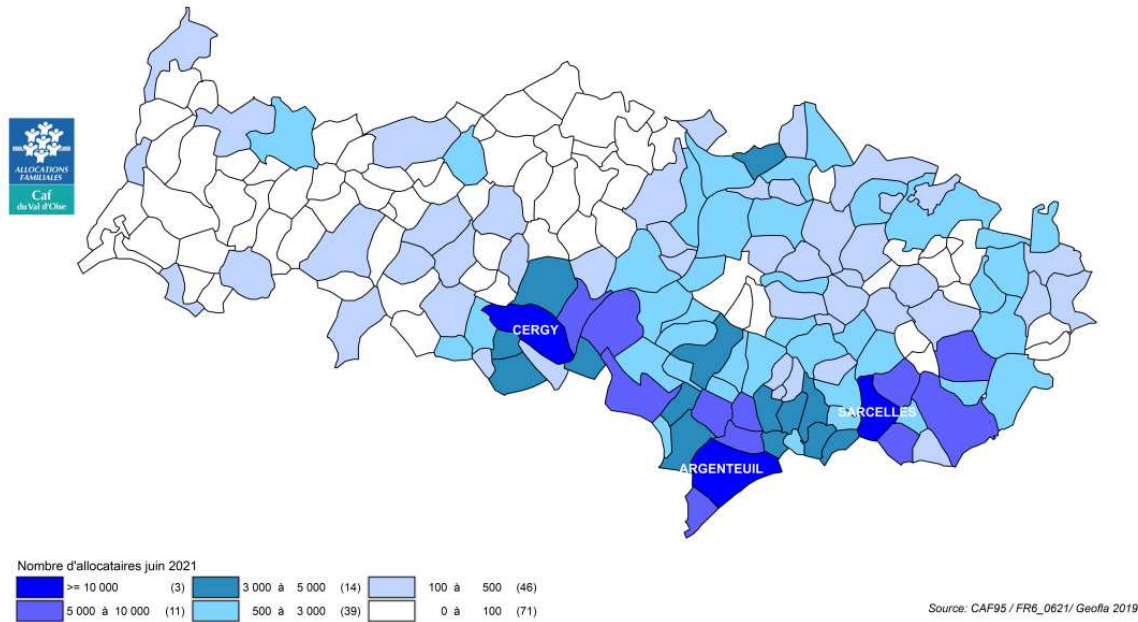 ALLOCATIONS
FAMILIALES
Caf
du Val d'Oise
CERGY
SARCELLES
ARGENTEUIL
Nombre d'allocataires juin 2021
>= 10 000 (3) 3 000 à 5 000 (14) 100 à 500 (46)
5 000 à 10 000 (11) 500 à 3 000 (39) 0 à 100 (71)
Source: CAF95 / FR6_0621/ Geofla 2019